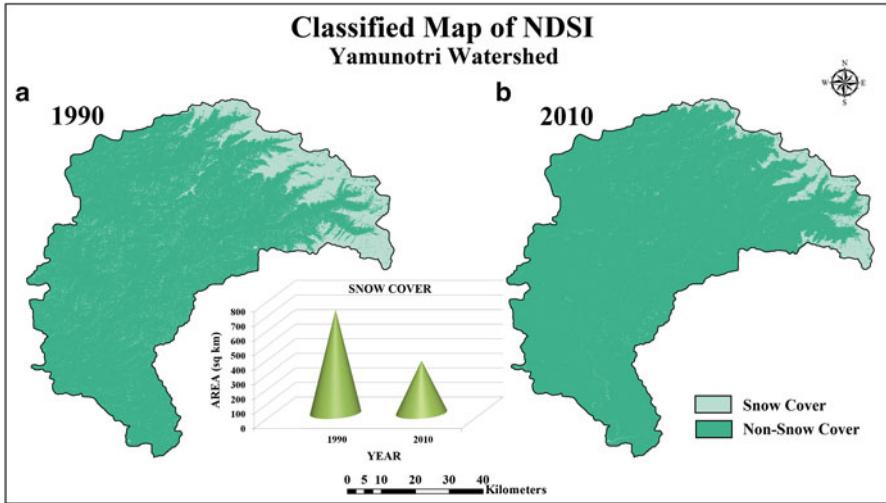 Classified Map of NDSI
Yamunotri Watershed
a
1990
b
2010
N
W E
S
SNOW COVER
800
700
600
500
400
300
200
100
0
AREA (sq km)
1990 2010
YEAR
Snow Cover
Non-Snow Cover
0 5 10 20 30 40
Kilometers